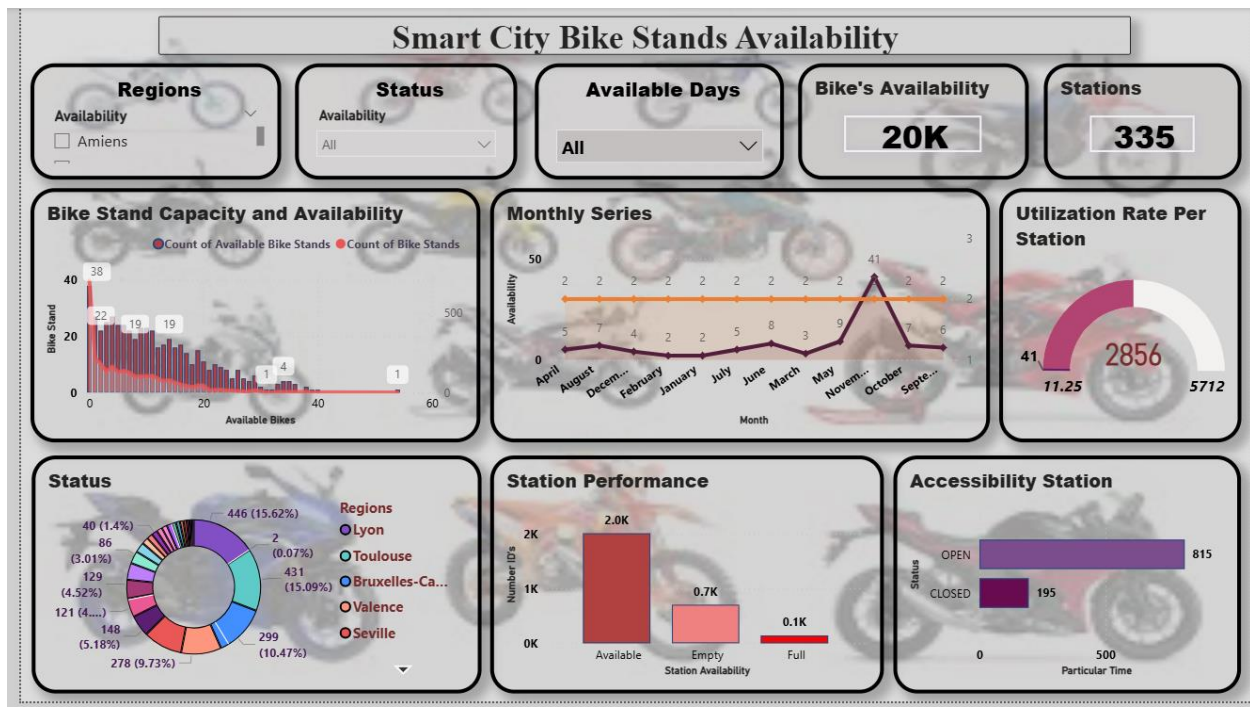 Smart City Bike Stands Availability
Regions
Availability
Amiens
Status
Availability
All
Available Days
All
Bike's Availability
20K
Stations
335
Bike Stand Capacity and Availability
Count of Available Bike Stands Count of Bike Stands
Bike Stand
40
20
0
38
22
19
19
1
4
1
500
0
0 20 40 60
Available Bikes
Monthly Series
Availability
50
0
3
2
1
2 2 2 2 2 2 2 2 2 2 2
5 7 4 2 2 5 8 3 9 41 7 6
April August Decem... February January July June March May Novem... October Septe...
Month
Utilization Rate Per
Station
41
11.25
2856
5712
Status
446 (15.62%)
2
(0.07%)
431
(15.09%)
299
(10.47%)
278 (9.73%)
148
(5.18%)
121 (4....)
129
(4.52%)
86
(3.01%)
40 (1.4%)
Regions
Lyon
Toulouse
Bruxelles-Ca...
Valence
Seville
Station Performance
Number ID's
2K
1K
0K
2.0K
0.7K
0.1K
Available Empty Full
Station Availability
Accessibility Station
Status
OPEN 815
CLOSED 195
0 500
Particular Time